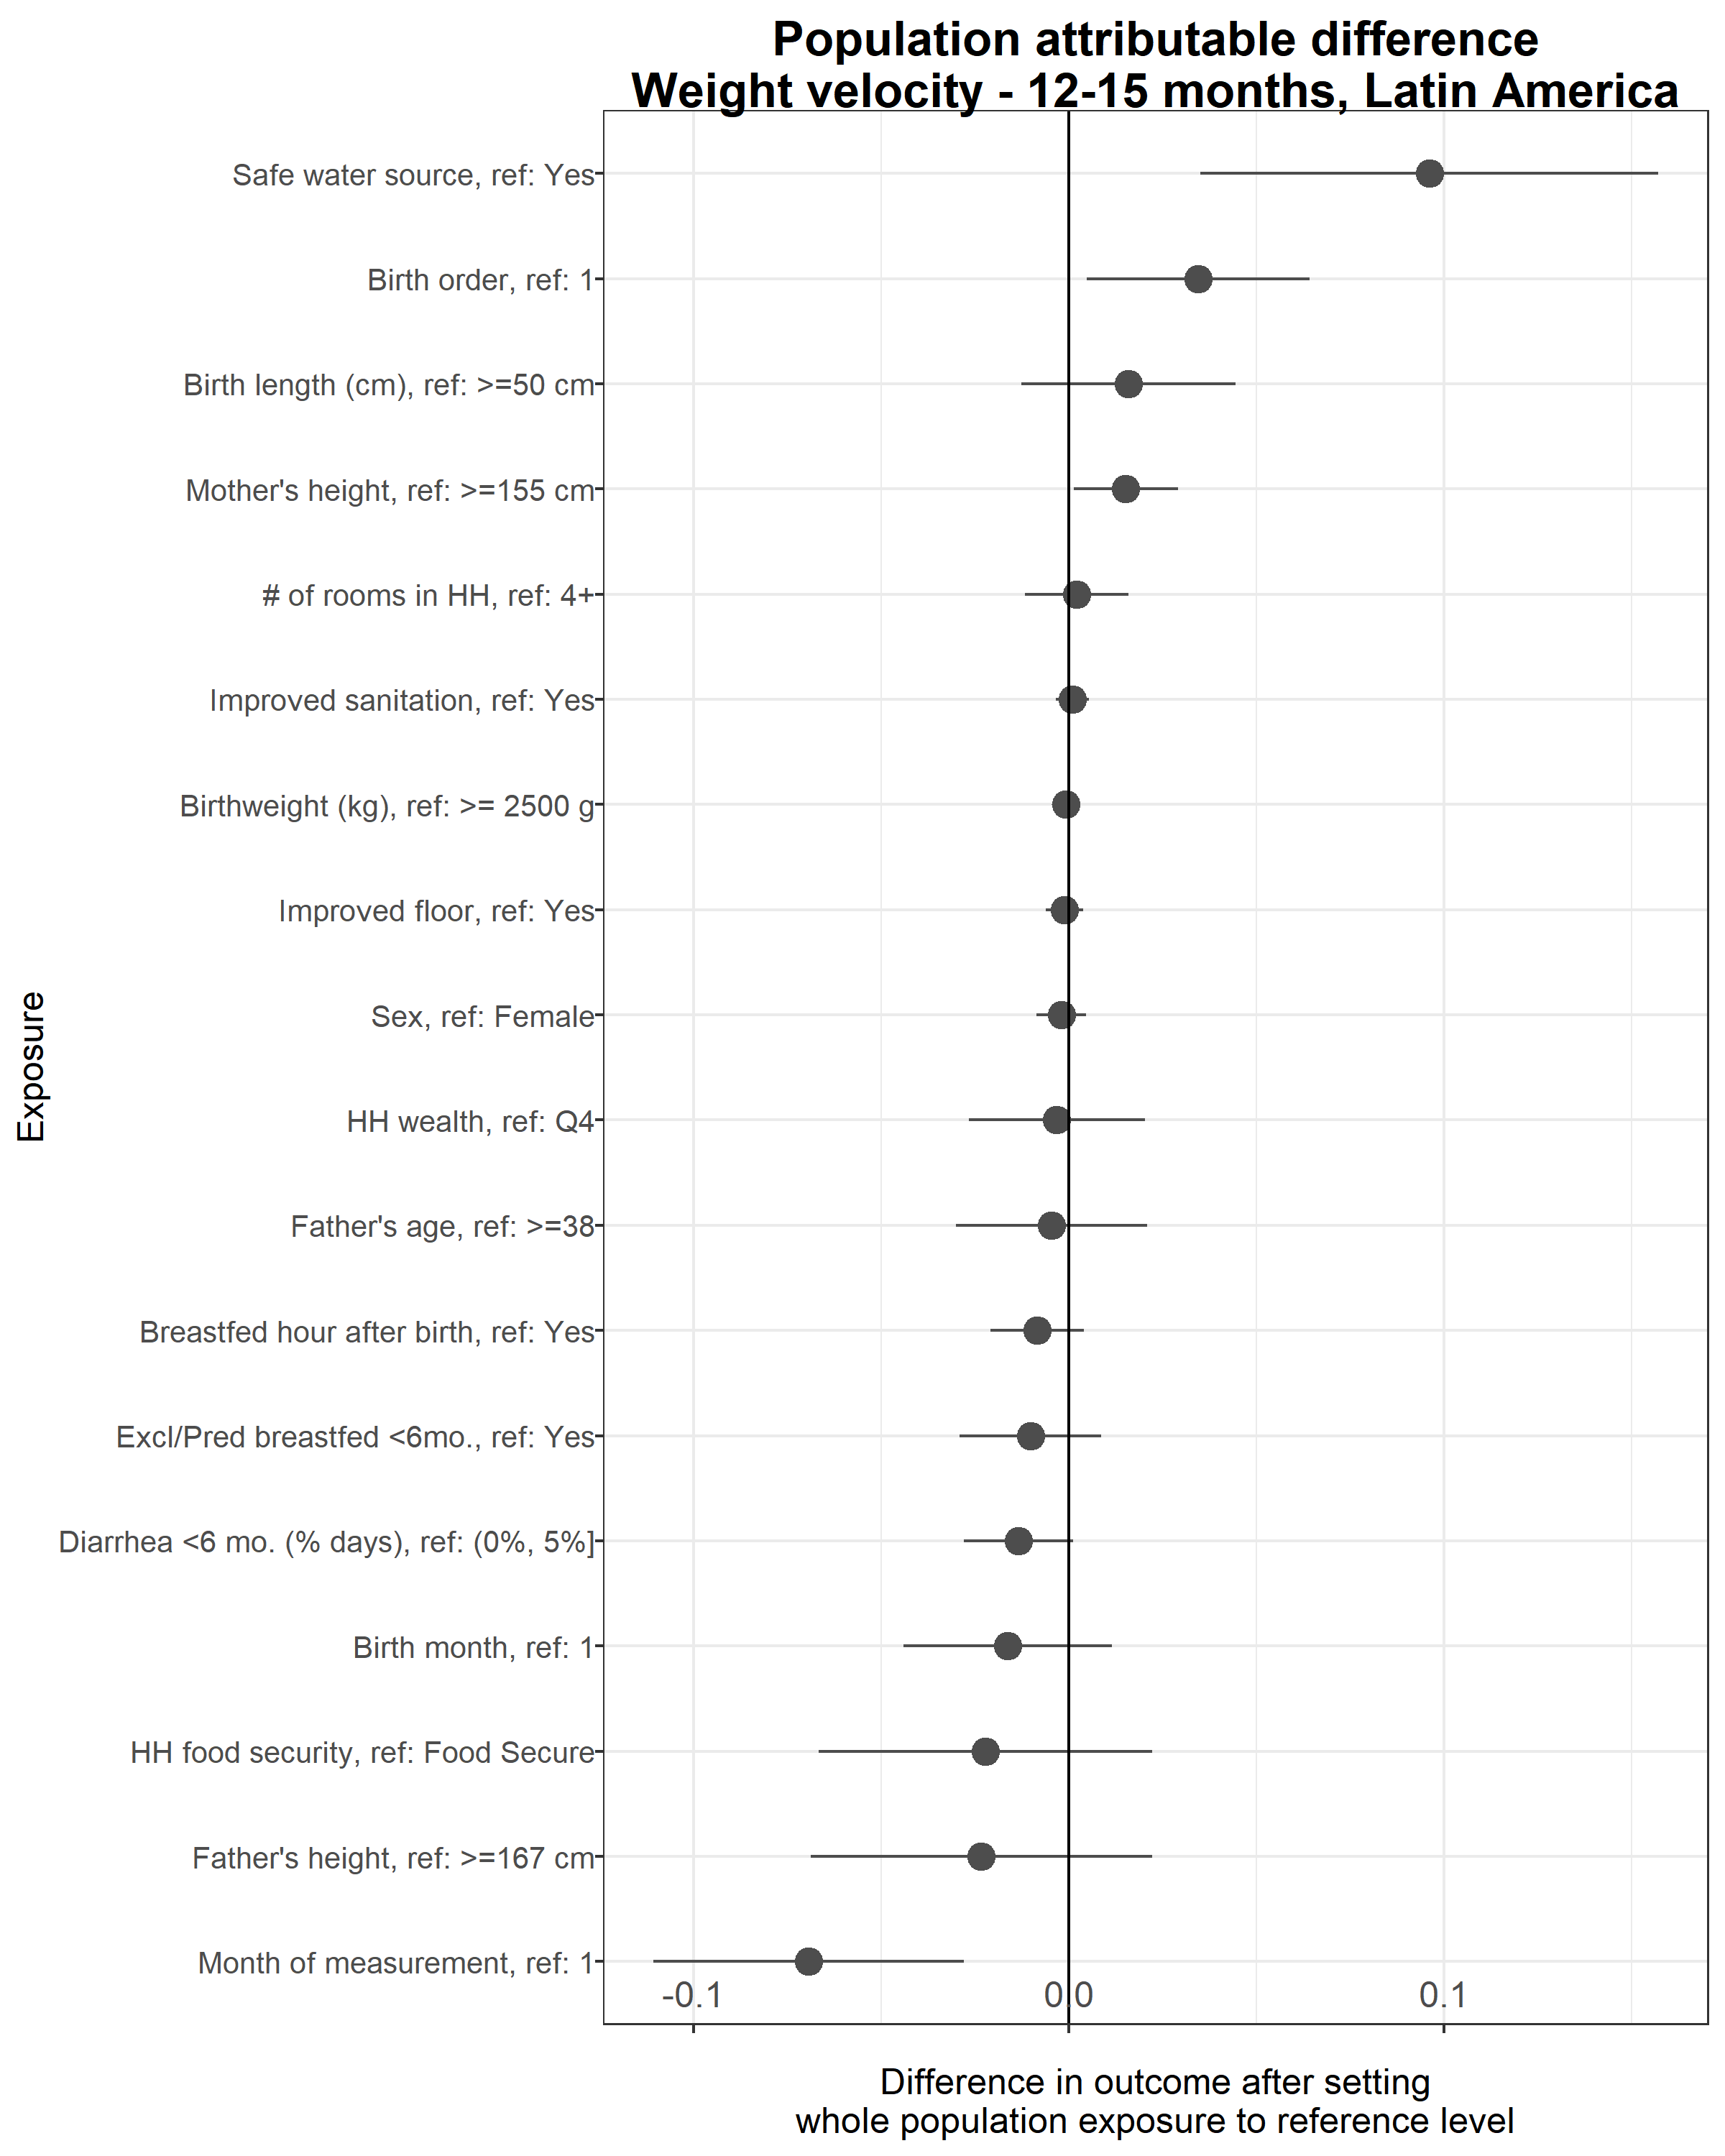 Population attributable difference
Weight velocity - 12-15 months, Latin America
Exposure
Safe water source, ref: Yes
Birth order, ref: 1
Birth length (cm), ref: >=50 cm
Mother's height, ref: >=155 cm
# of rooms in HH, ref: 4+
Improved sanitation, ref: Yes
Birthweight (kg), ref: >= 2500 g
Improved floor, ref: Yes
Sex, ref: Female
HH wealth, ref: Q4
Father's age, ref: >=38
Breastfed hour after birth, ref: Yes
Excl/Pred breastfed <6mo., ref: Yes
Diarrhea <6 mo. (% days), ref: (0%, 5%]
Birth month, ref: 1
HH food security, ref: Food Secure
Father's height, ref: >=167 cm
Month of measurement, ref: 1
-0.1 0.0 0.1
Difference in outcome after setting
whole population exposure to reference level